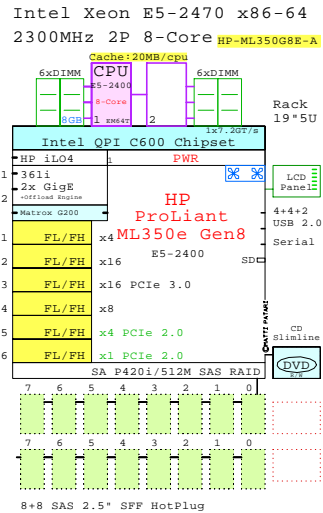 Intel Xeon E5-2470 x86-64
2300MHz 2P 8-Core HP-ML350G8E-A
Cache:20MB/cpu
6xDIMM CPU 6xDIMM
E5-2400
8-Core
8GB 1 EM64T 2
Rack
19"5U
1x7.2GT/s
Intel QPI C600 Chipset
HP iLO4 1 PWR
1 36li
2x GigE
+Offload Engine
2 Matrox G200
LCD
Panel
HP
ProLiant
ML350e Gen8
E5-2400
4+4+2
USB 2.0
Serial
1 FL/FH x4
2 FL/FH x16 SD
3 FL/FH x16 PCIe 3.0
4 FL/FH x8
5 FL/FH x4 PCIe 2.0
6 FL/FH x1 PCIe 2.0
©MATTI PATARI
CD
Slimline
DVD
R/W
SA P420i/512M SAS RAID
7 6 5 4 3 2 1 0
7 6 5 4 3 2 1 0
8+8 SAS 2.5" SFF HotPlug